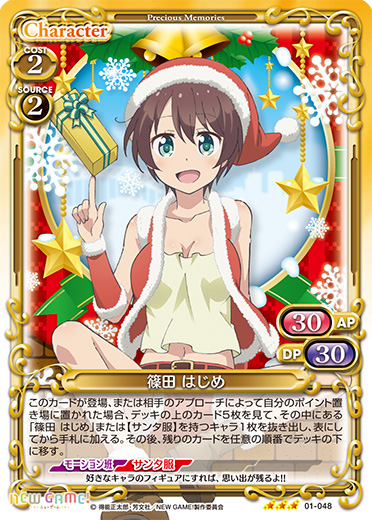 Precious Memories
Character
COST
2
SOURCE
2
30 AP
DP 30
篠田 はじめ
このカードが登場、または相手のアプローチによって自分のポイント置
き場に置かれた場合、デッキの上のカード5枚を見て、その中にある
「篠田 はじめ」または【サンタ服】を持つキャラ1枚を抜き出し、表にし
てから手札に加える。その後、残りのカードを任意の順番でデッキの下
に移す。
モーション班 サンタ服
好きなキャラのフィギュアにすれば、思い出が残るよ!!
NEW GAME!
© 得能正太郎・芳文社/NEW GAME!製作委員会
★★★ 01-048